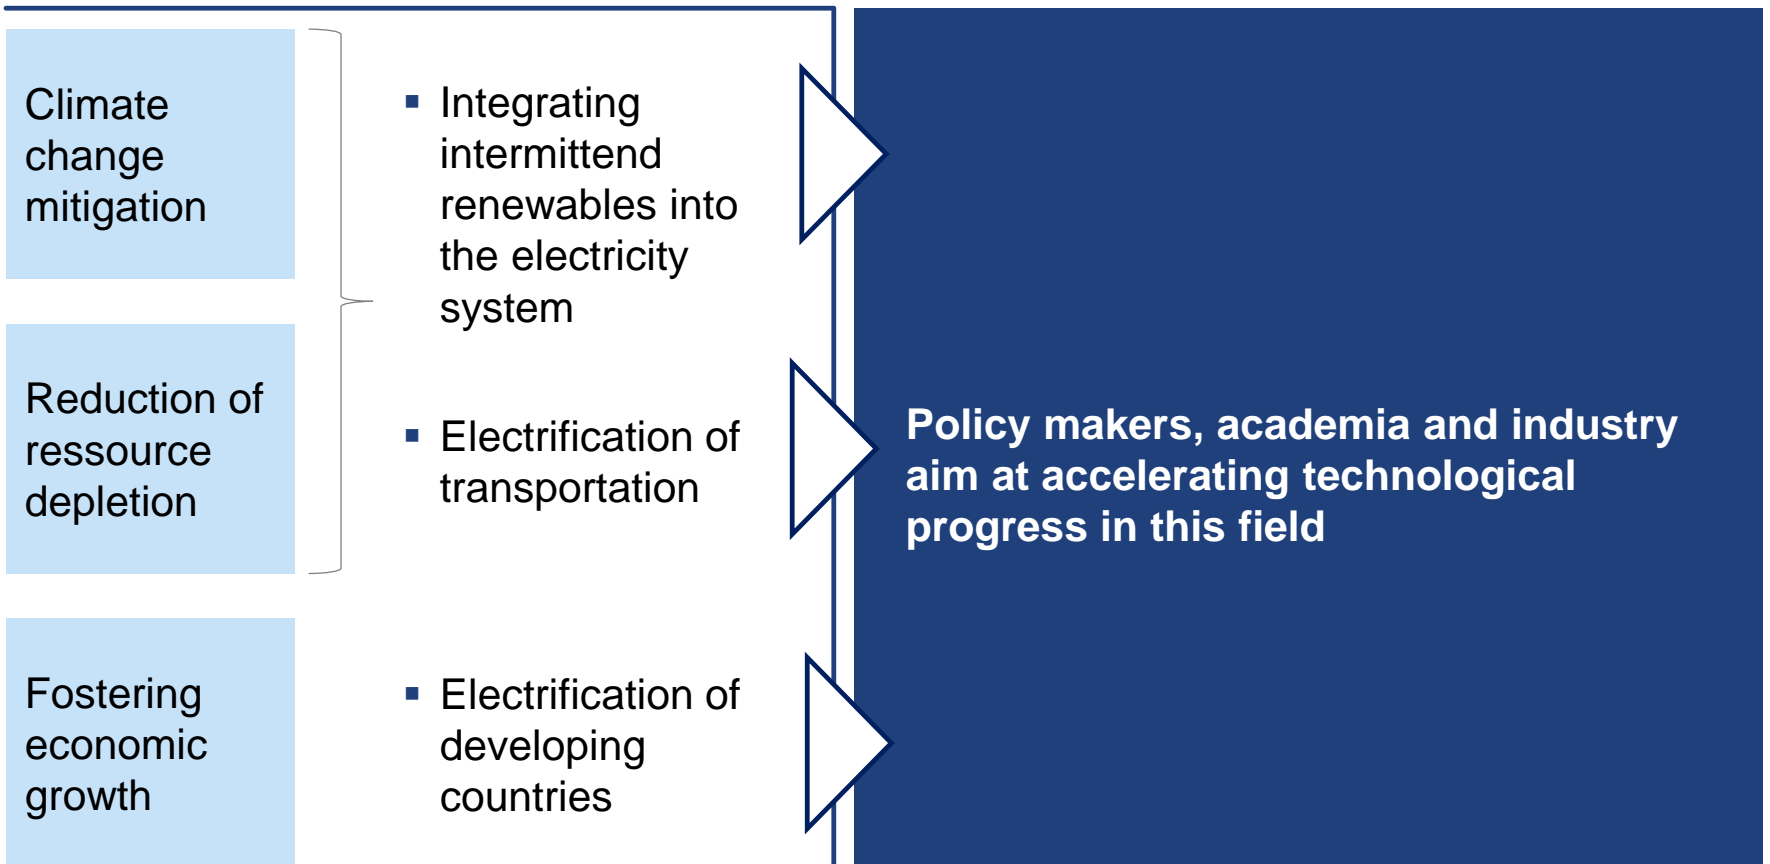 Climate
change
mitigation
▪ Integrating
intermittend
renewables into
the electricity
system
Reduction of
ressource
depletion
▪ Electrification of
transportation
Fostering
economic
growth
▪ Electrification of
developing
countries
Policy makers, academia and industry
aim at accelerating technological
progress in this field